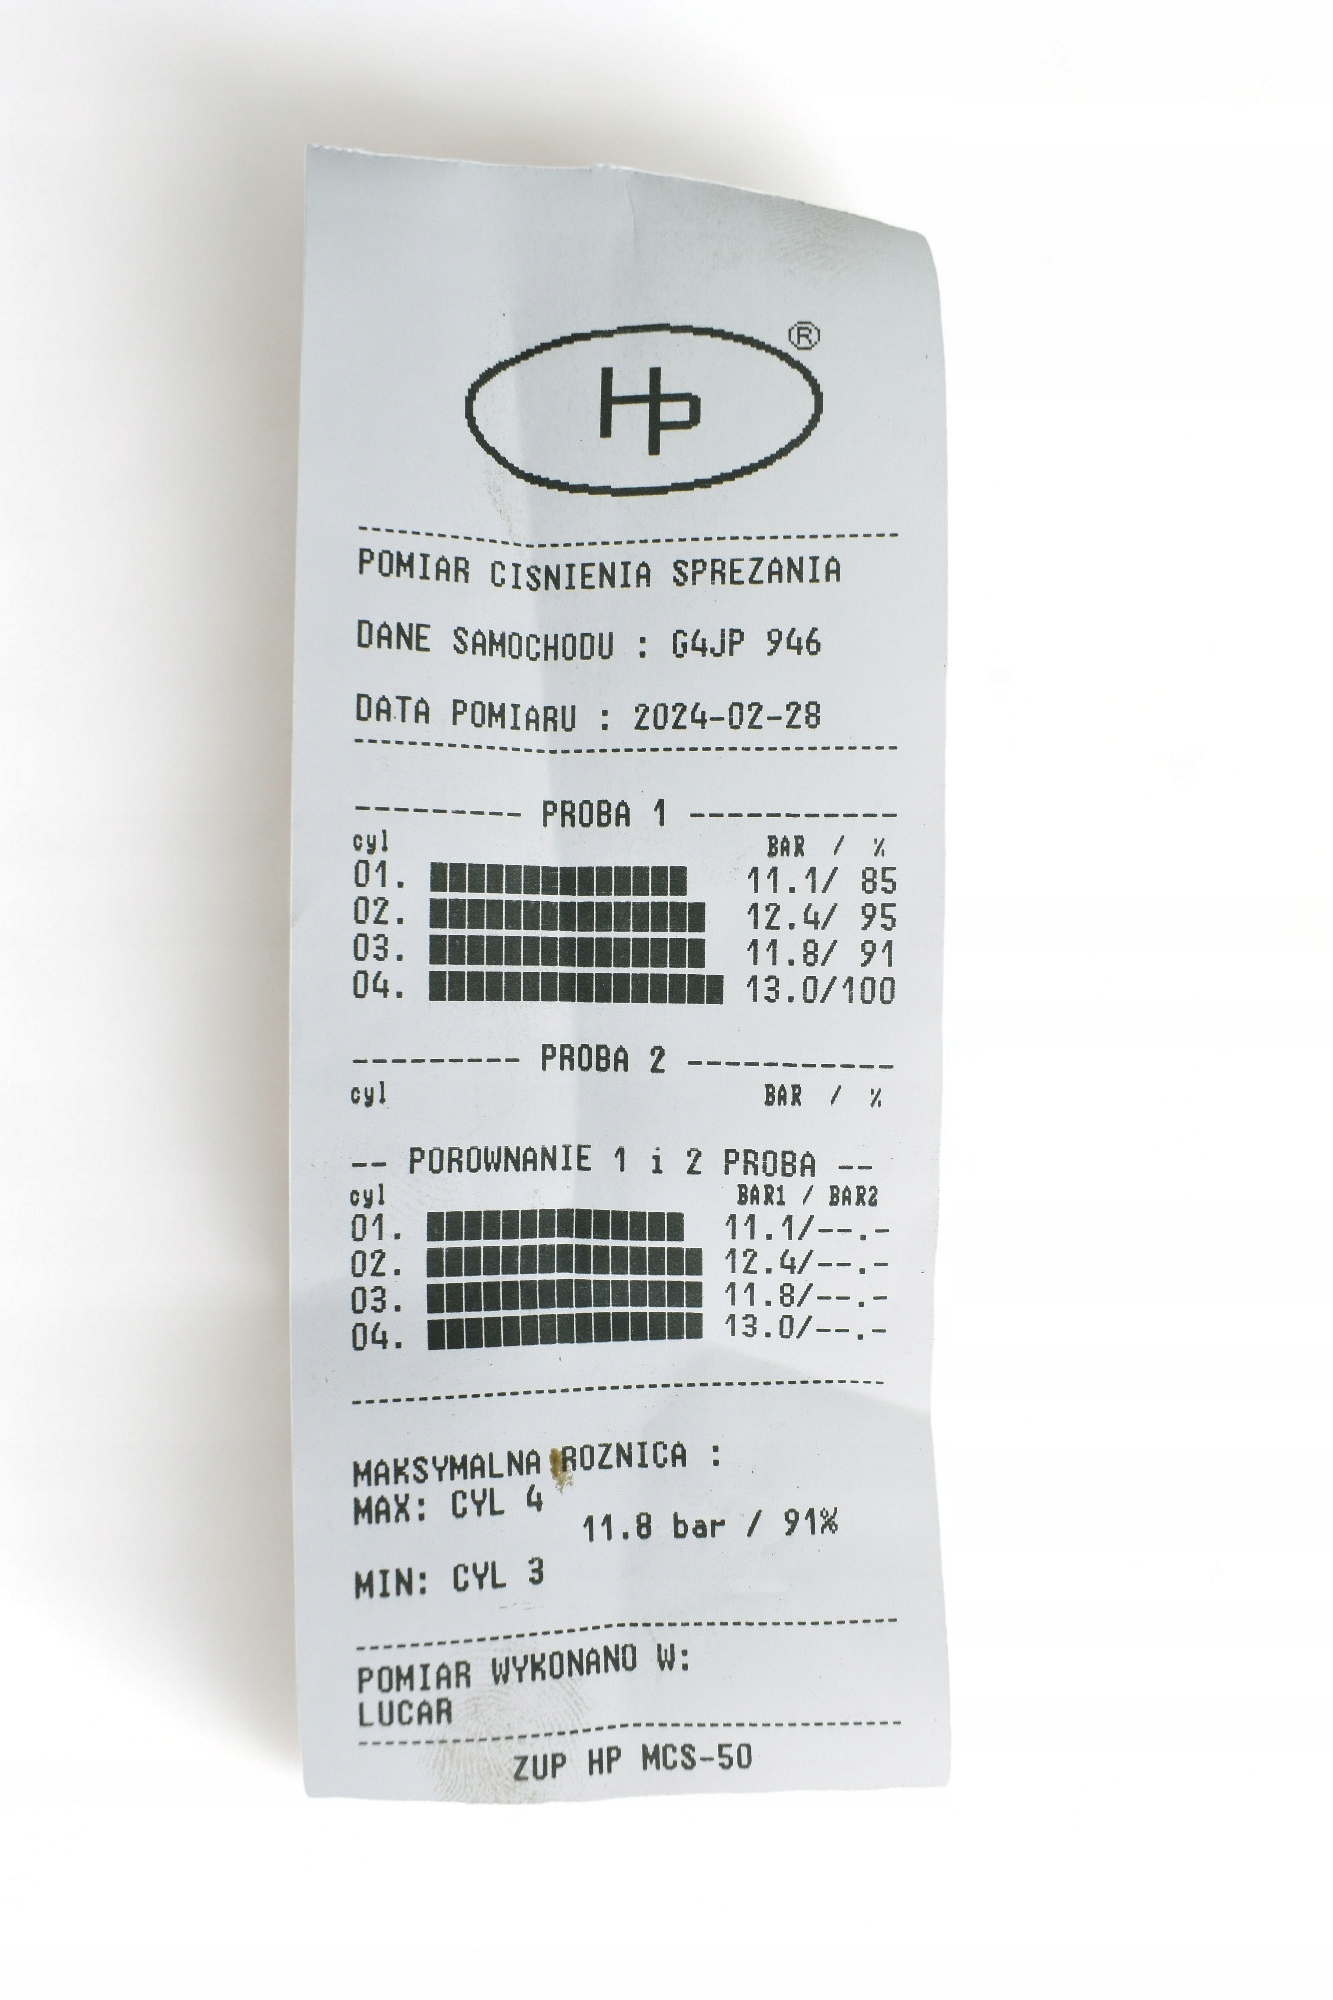 HP ®
POMIAR CISNIENIA SPREZANIA
DANE SAMOCHODU : G4JP 946
DATA POMIARU : 2024-02-28
--------- PROBA 1 -----------
cyl BAR / %
01. 11.1/ 85
02. 12.4/ 95
03. 11.8/ 91
04. 13.0/100
--------- PROBA 2 -----------
cyl BAR / %
-- POROWNANIE 1 i 2 PROBA --
cyl BAR1 / BAR2
01. 11.1/--.-
02. 12.4/--.-
03. 11.8/--.-
04. 13.0/--.-
MAKSYMALNA ROZNICA :
MAX: CYL 4
11.8 bar / 91%
MIN: CYL 3
POMIAR WYKONANO W:
LUCAR
ZUP HP MCS-50